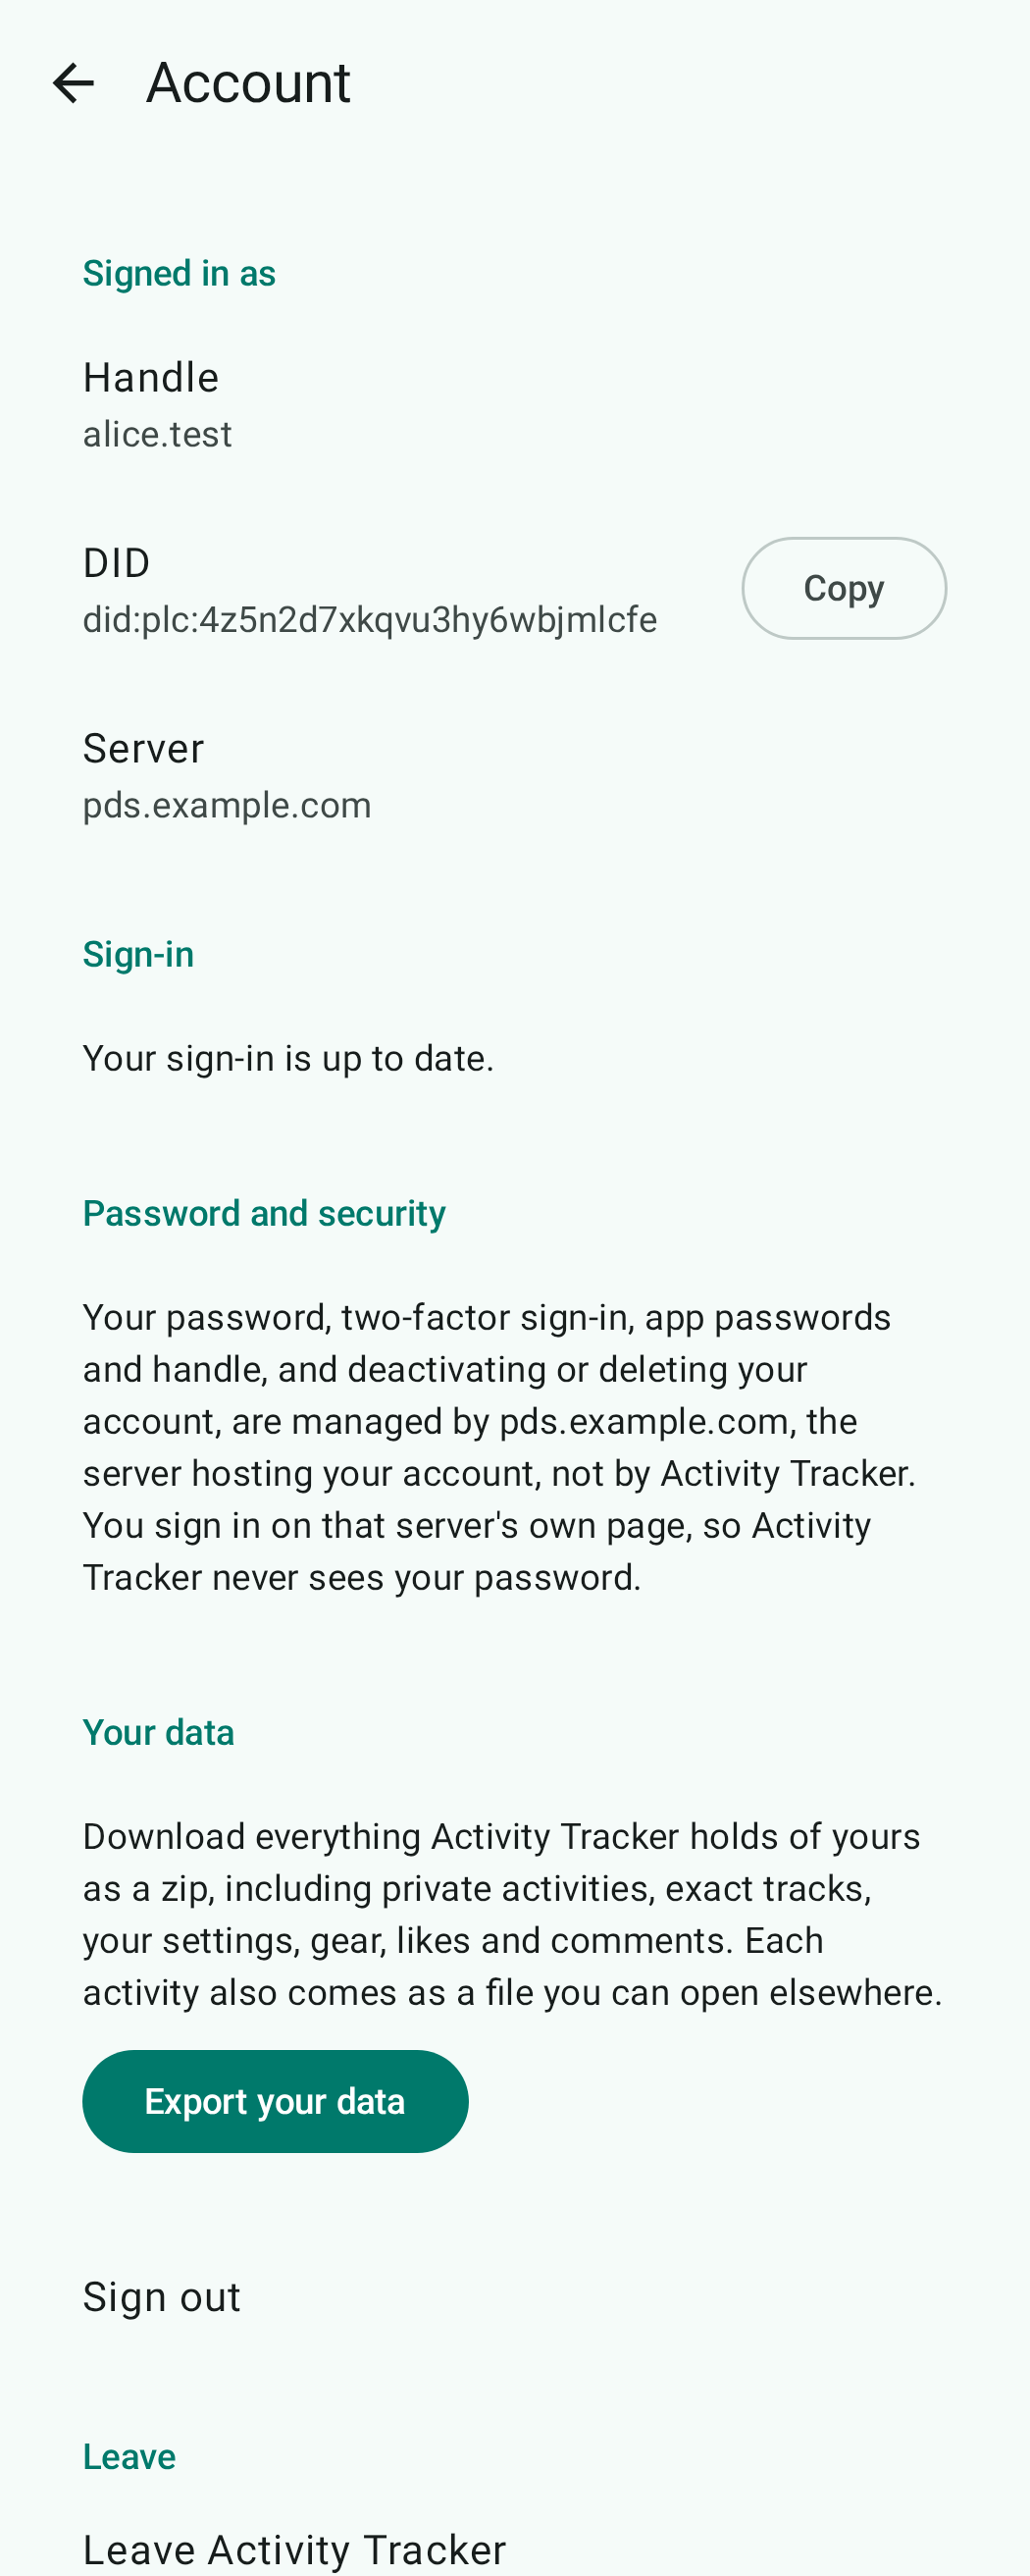 Account
Signed in as
Handle
alice.test
DID
did:plc:4z5n2d7xkqvu3hy6wbjmlcfe
Copy
Server
pds.example.com
Sign-in
Your sign-in is up to date.
Password and security
Your password, two-factor sign-in, app passwords
and handle, and deactivating or deleting your
account, are managed by pds.example.com, the
server hosting your account, not by Activity Tracker.
You sign in on that server's own page, so Activity
Tracker never sees your password.
Your data
Download everything Activity Tracker holds of yours
as a zip, including private activities, exact tracks,
your settings, gear, likes and comments. Each
activity also comes as a file you can open elsewhere.
Export your data
Sign out
Leave
Leave Activity Tracker